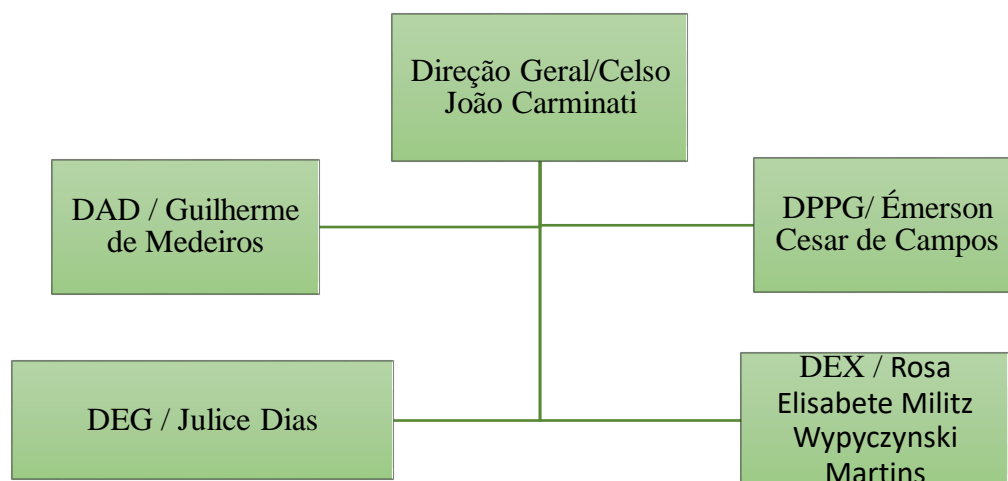 Direção Geral/Celso
João Carminati
DAD / Guilherme
de Medeiros
DPPG/ Émerson
Cesar de Campos
DEG / Julice Dias
DEX / Rosa
Elisabete Militz
Wypyczynski
Martins